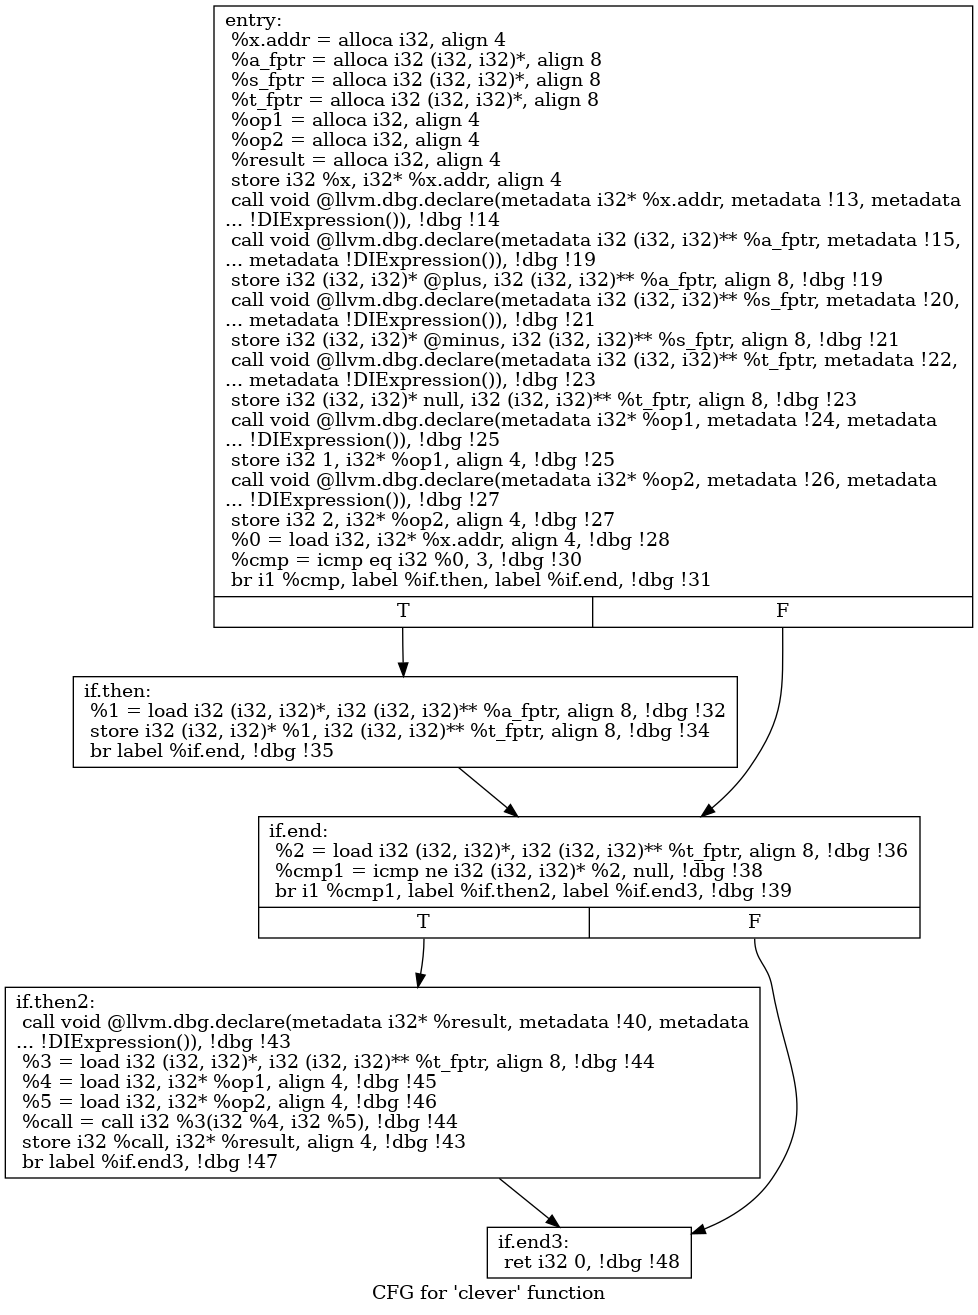 entry:
%x.addr = alloca i32, align 4
%a_fptr = alloca i32 (i32, i32)*, align 8
%s_fptr = alloca i32 (i32, i32)*, align 8
%t_fptr = alloca i32 (i32, i32)*, align 8
%op1 = alloca i32, align 4
%op2 = alloca i32, align 4
%result = alloca i32, align 4
store i32 %x, i32* %x.addr, align 4
call void @llvm.dbg.declare(metadata i32* %x.addr, metadata !13, metadata
... !DIExpression()), !dbg !14
call void @llvm.dbg.declare(metadata i32 (i32, i32)** %a_fptr, metadata !15,
... metadata !DIExpression()), !dbg !19
store i32 (i32, i32)* @plus, i32 (i32, i32)** %a_fptr, align 8, !dbg !19
call void @llvm.dbg.declare(metadata i32 (i32, i32)** %s_fptr, metadata !20,
... metadata !DIExpression()), !dbg !21
store i32 (i32, i32)* @minus, i32 (i32, i32)** %s_fptr, align 8, !dbg !21
call void @llvm.dbg.declare(metadata i32 (i32, i32)** %t_fptr, metadata !22,
... metadata !DIExpression()), !dbg !23
store i32 (i32, i32)* null, i32 (i32, i32)** %t_fptr, align 8, !dbg !23
call void @llvm.dbg.declare(metadata i32* %op1, metadata !24, metadata
... !DIExpression()), !dbg !25
store i32 1, i32* %op1, align 4, !dbg !25
call void @llvm.dbg.declare(metadata i32* %op2, metadata !26, metadata
... !DIExpression()), !dbg !27
store i32 2, i32* %op2, align 4, !dbg !27
%0 = load i32, i32* %x.addr, align 4, !dbg !28
%cmp = icmp eq i32 %0, 3, !dbg !30
br i1 %cmp, label %if.then, label %if.end, !dbg !31
T F
if.then:
%1 = load i32 (i32, i32)*, i32 (i32, i32)** %a_fptr, align 8, !dbg !32
store i32 (i32, i32)* %1, i32 (i32, i32)** %t_fptr, align 8, !dbg !34
br label %if.end, !dbg !35
if.end:
%2 = load i32 (i32, i32)*, i32 (i32, i32)** %t_fptr, align 8, !dbg !36
%cmp1 = icmp ne i32 (i32, i32)* %2, null, !dbg !38
br i1 %cmp1, label %if.then2, label %if.end3, !dbg !39
T F
if.then2:
call void @llvm.dbg.declare(metadata i32* %result, metadata !40, metadata
... !DIExpression()), !dbg !43
%3 = load i32 (i32, i32)*, i32 (i32, i32)** %t_fptr, align 8, !dbg !44
%4 = load i32, i32* %op1, align 4, !dbg !45
%5 = load i32, i32* %op2, align 4, !dbg !46
%call = call i32 %3(i32 %4, i32 %5), !dbg !44
store i32 %call, i32* %result, align 4, !dbg !43
br label %if.end3, !dbg !47
if.end3:
ret i32 0, !dbg !48
CFG for 'clever' function